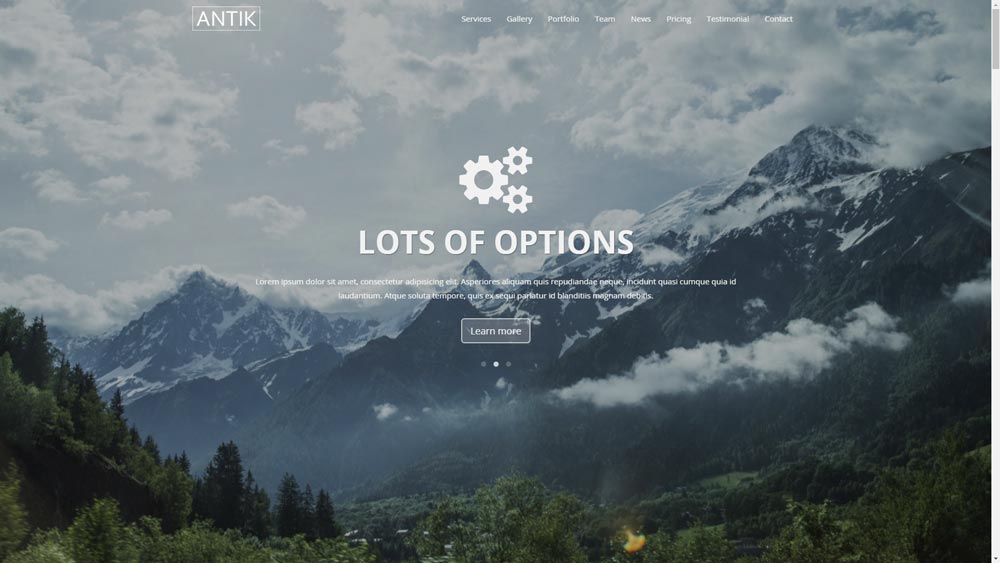 ANTIK
Services Gallery Portfolio Team News Pricing Testimonial Contact
LOTS OF OPTIONS
Lorem ipsum dolor sit amet, consectetur adipisicing elit. Asperiores aliquam quis repudiandae neque, incidunt quasi cumque quia id
laudantium. Atque soluta tempore, quis ex sequi pariatur id blanditiis magnam debitis.
Learn more